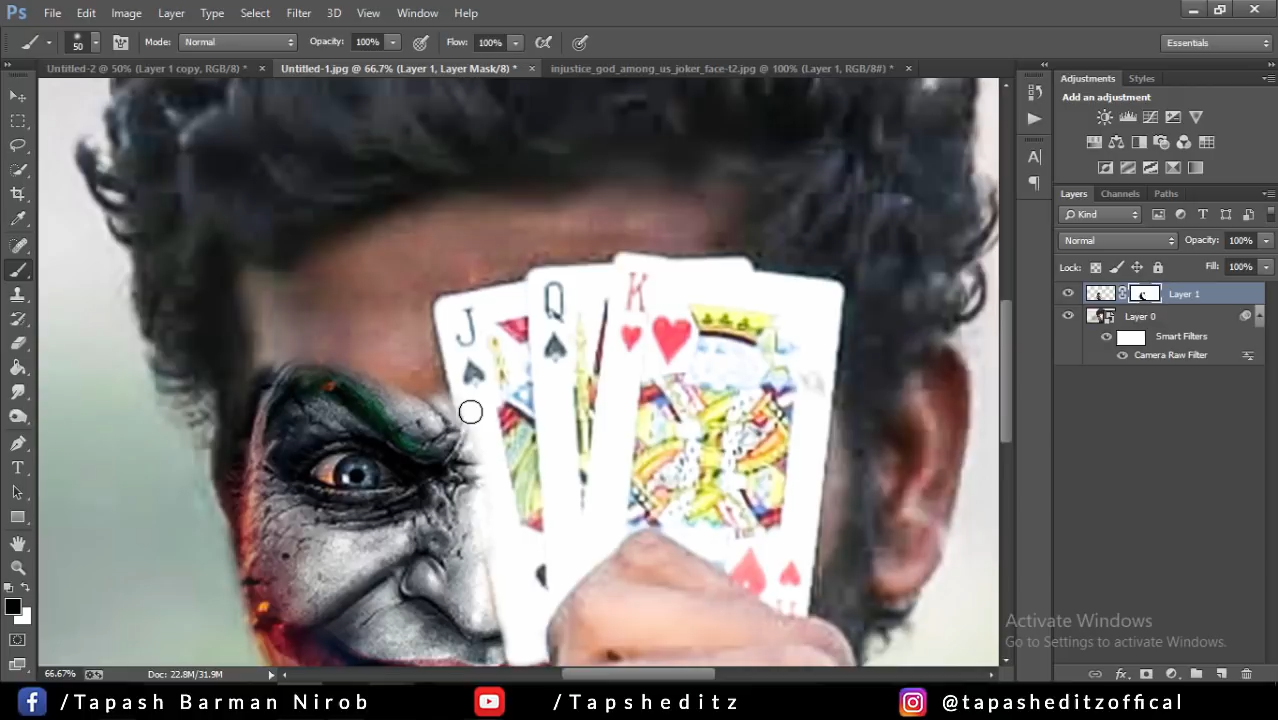 Ps File Edit Image Layer Type Select Filter 3D View Window Help
50 Mode: Normal Opacity: 100% Flow: 100% Essentials
Untitled-2 @ 50% (Layer 1 copy, RGB/8) * × Untitled-1.jpg @ 66.7% (Layer 1, Layer Mask/8) * × injustice_god_among_us_joker_face-t2.jpg @ 100% (Layer 1, RGB/8#) * ×
Adjustments Styles
Add an adjustment
Layers Channels Paths
Kind
Normal Opacity: 100%
Lock: Fill: 100%
Layer 1
Layer 0
Smart Filters
Camera Raw Filter
J Q K
Activate Windows
Go to Settings to activate Windows.
66.67% Doc: 22.8M/31.9M
/Tapash Barman Nirob /Tapsheditz @tapasheditzoffical